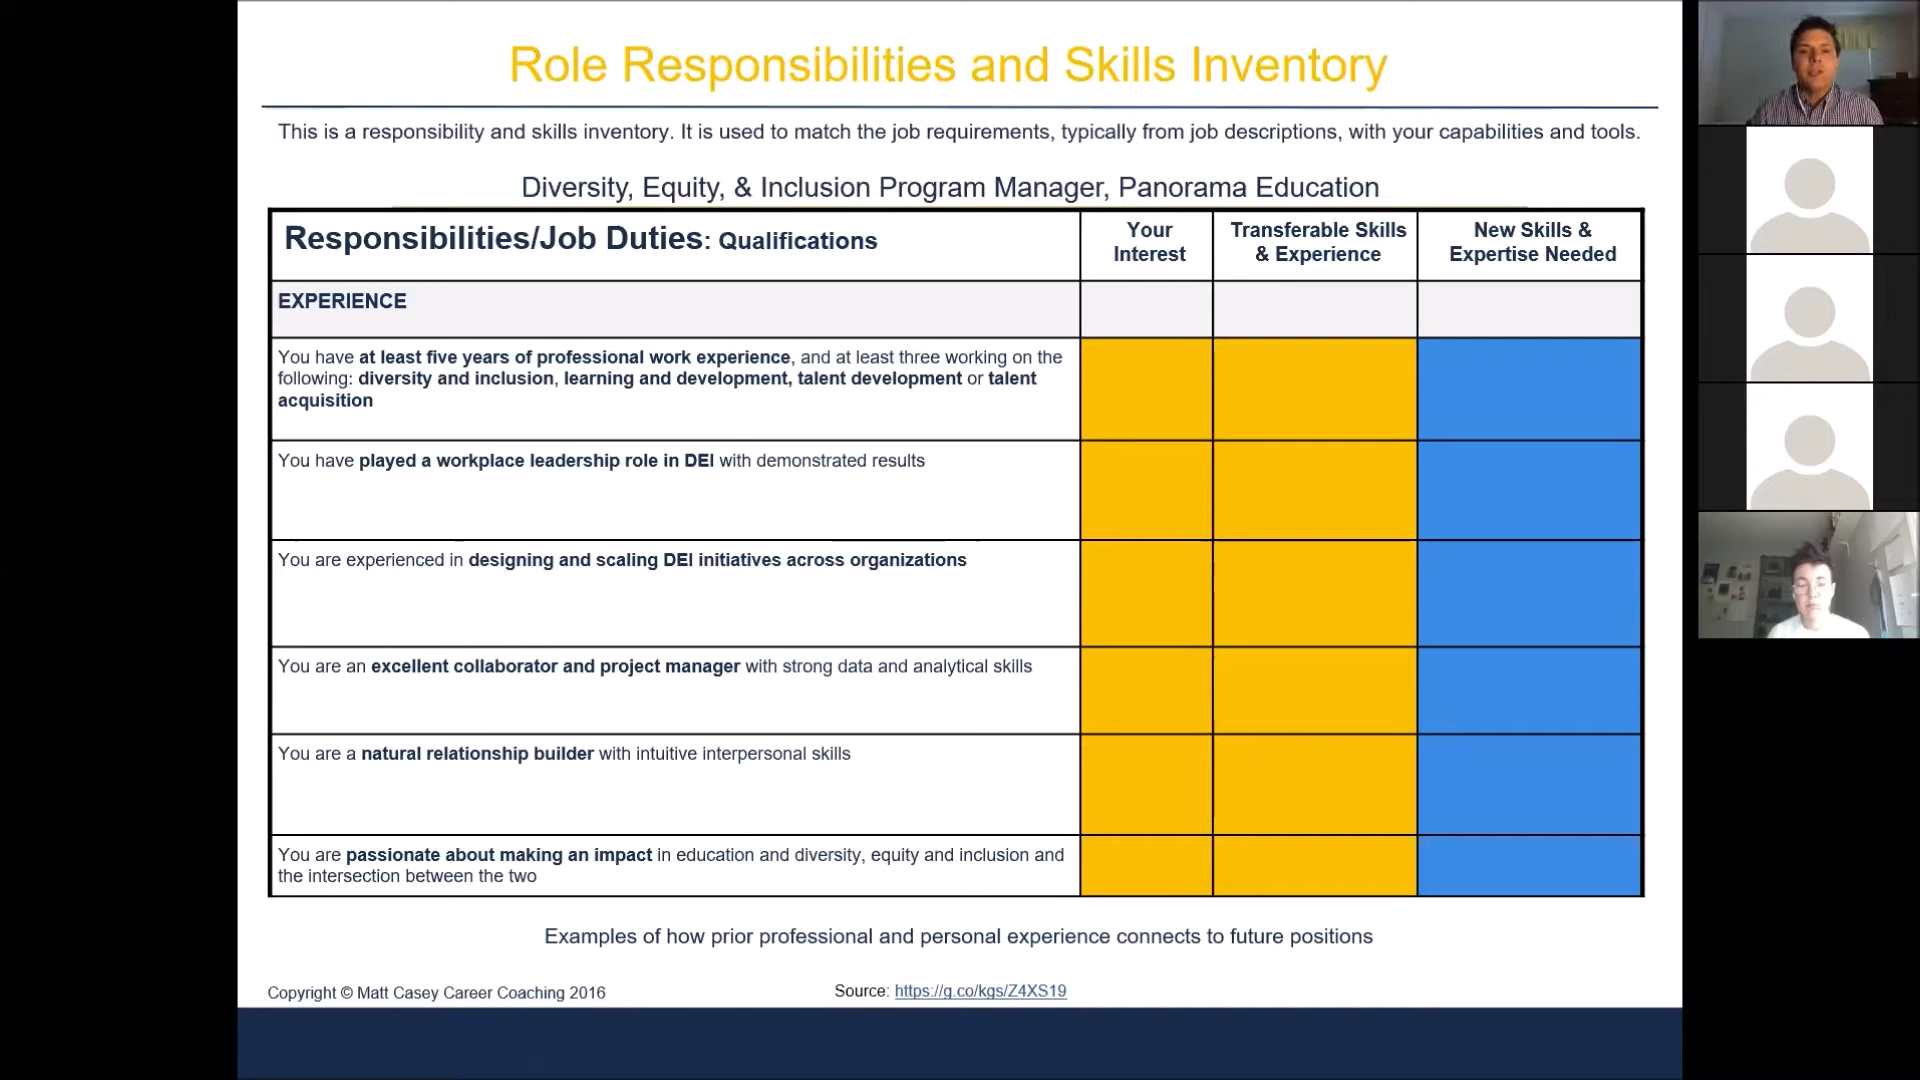 Role Responsibilities and Skills Inventory
This is a responsibility and skills inventory. It is used to match the job requirements, typically from job descriptions, with your capabilities and tools.
Diversity, Equity, & Inclusion Program Manager, Panorama Education
Responsibilities/Job Duties: Qualifications
Your
Interest
Transferable Skills
& Experience
New Skills &
Expertise Needed
EXPERIENCE
You have at least five years of professional work experience, and at least three working on the
following: diversity and inclusion, learning and development, talent development or talent
acquisition
You have played a workplace leadership role in DEI with demonstrated results
You are experienced in designing and scaling DEI initiatives across organizations
You are an excellent collaborator and project manager with strong data and analytical skills
You are a natural relationship builder with intuitive interpersonal skills
You are passionate about making an impact in education and diversity, equity and inclusion and
the intersection between the two
Examples of how prior professional and personal experience connects to future positions
Copyright © Matt Casey Career Coaching 2016
Source: https://g.co/kgs/Z4XS19